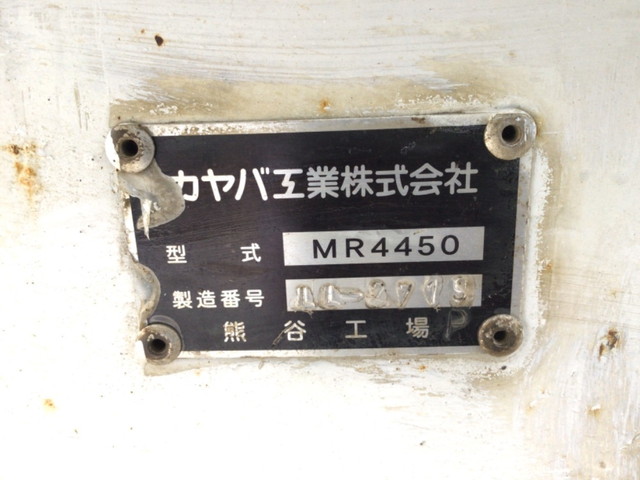 カヤバ工業株式会社
型式 MR4450
製造番号
熊谷工場